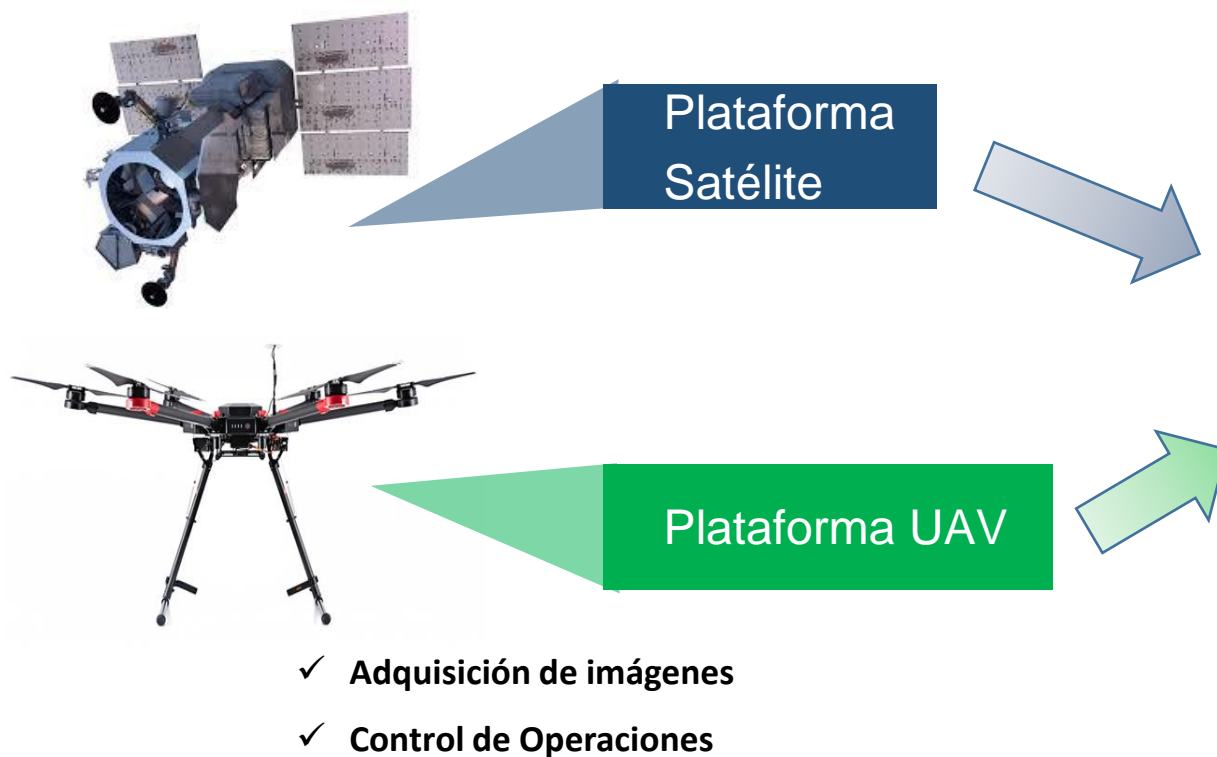 Plataforma
Satélite
Plataforma UAV
✓ Adquisición de imágenes
✓ Control de Operaciones